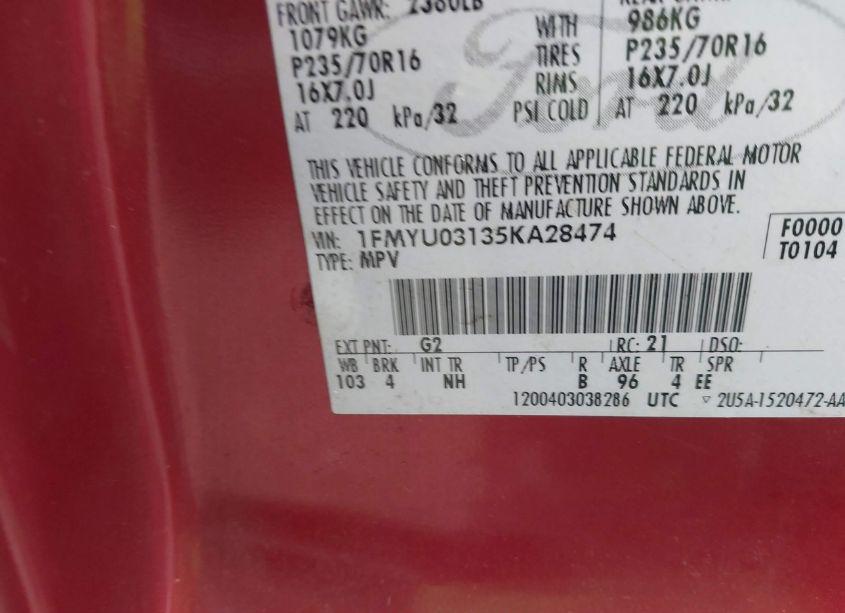 FRONT GAWR: 2380LB
1079KG
P235/70R16
16X7.0J
AT 220 kPa/32
WITH
TIRES
RIMS
PSI COLD
986KG
P235/70R16
16X7.0J
AT 220 kPa/32
Ford
THIS VEHICLE CONFORMS TO ALL APPLICABLE FEDERAL MOTOR
VEHICLE SAFETY AND THEFT PREVENTION STANDARDS IN
EFFECT ON THE DATE OF MANUFACTURE SHOWN ABOVE.
VIN: 1FMYU03135KA28474
TYPE: MPV
F0000
T0104
EXT PNT: G2 RC: 21 DSO:
WB BRK INT TR TP/PS R AXLE TR SPR
103 4 NH B 96 4 EE
1200403038286 UTC ▽ 2U5A-1520472-AA